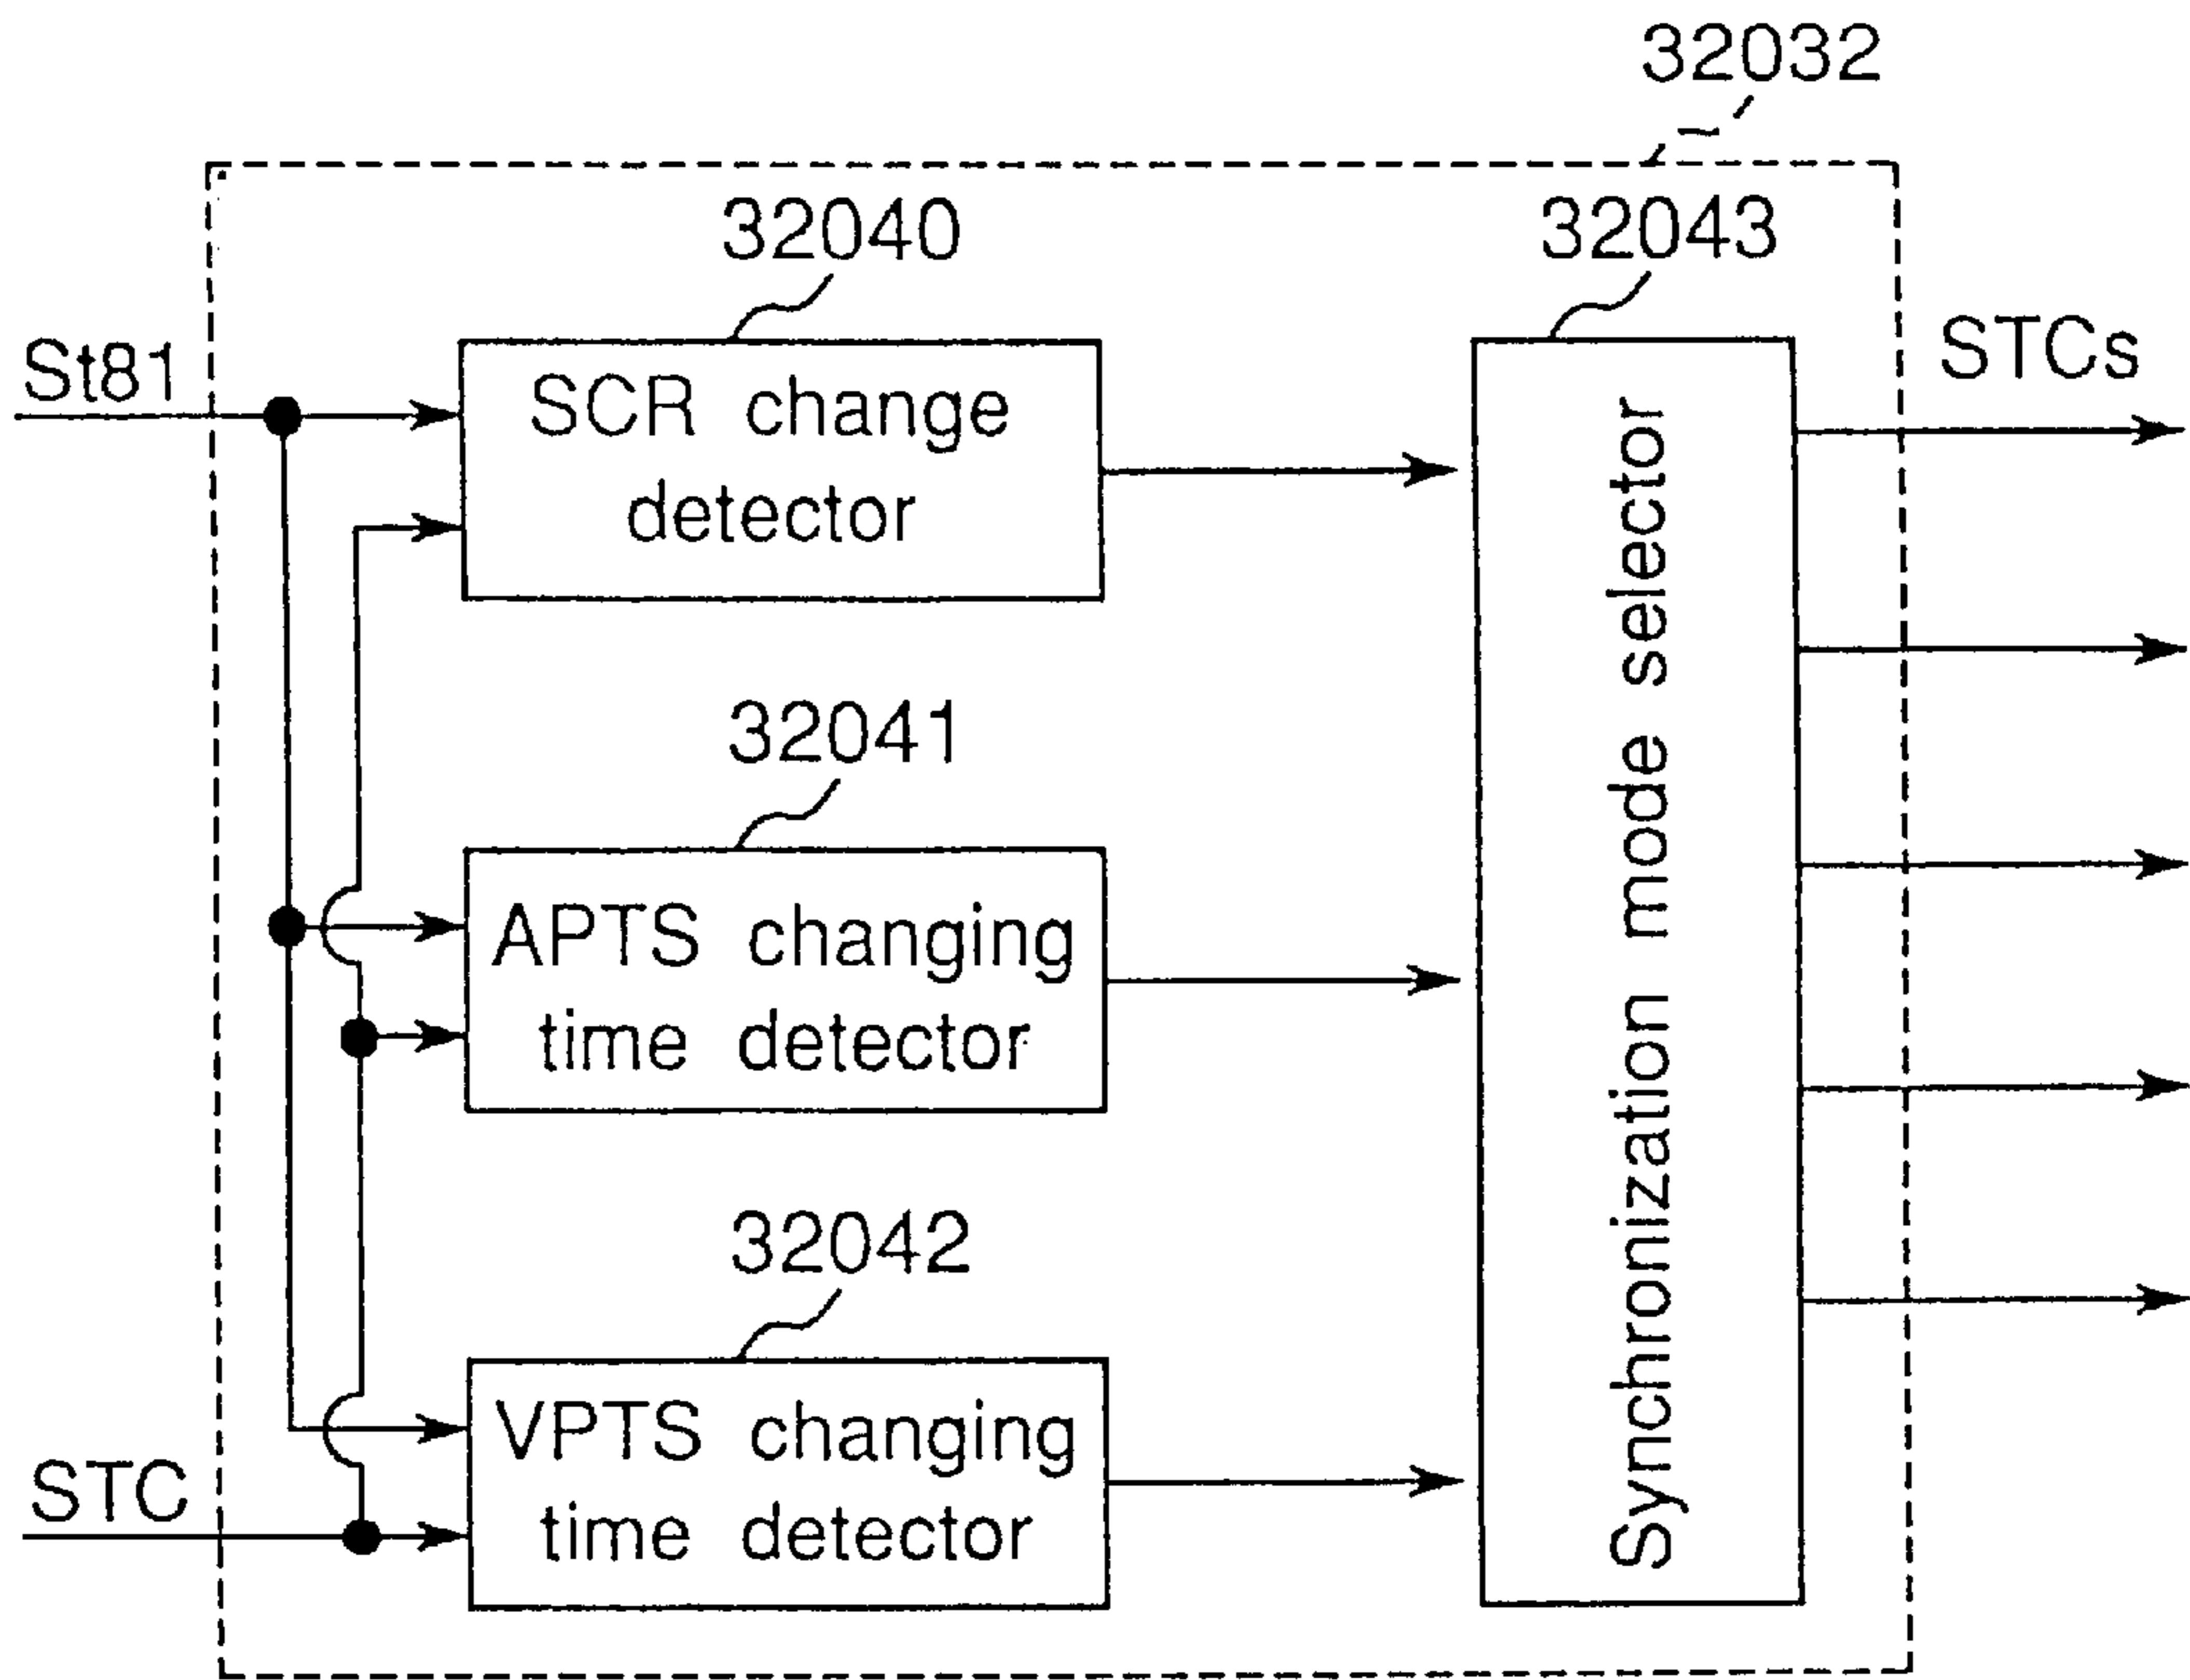 32032
32040
32043
St81
STCs
SCR change
detector
32041
APTS changing
time detector
32042
VPTS changing
time detector
STC
Synchronization mode selector